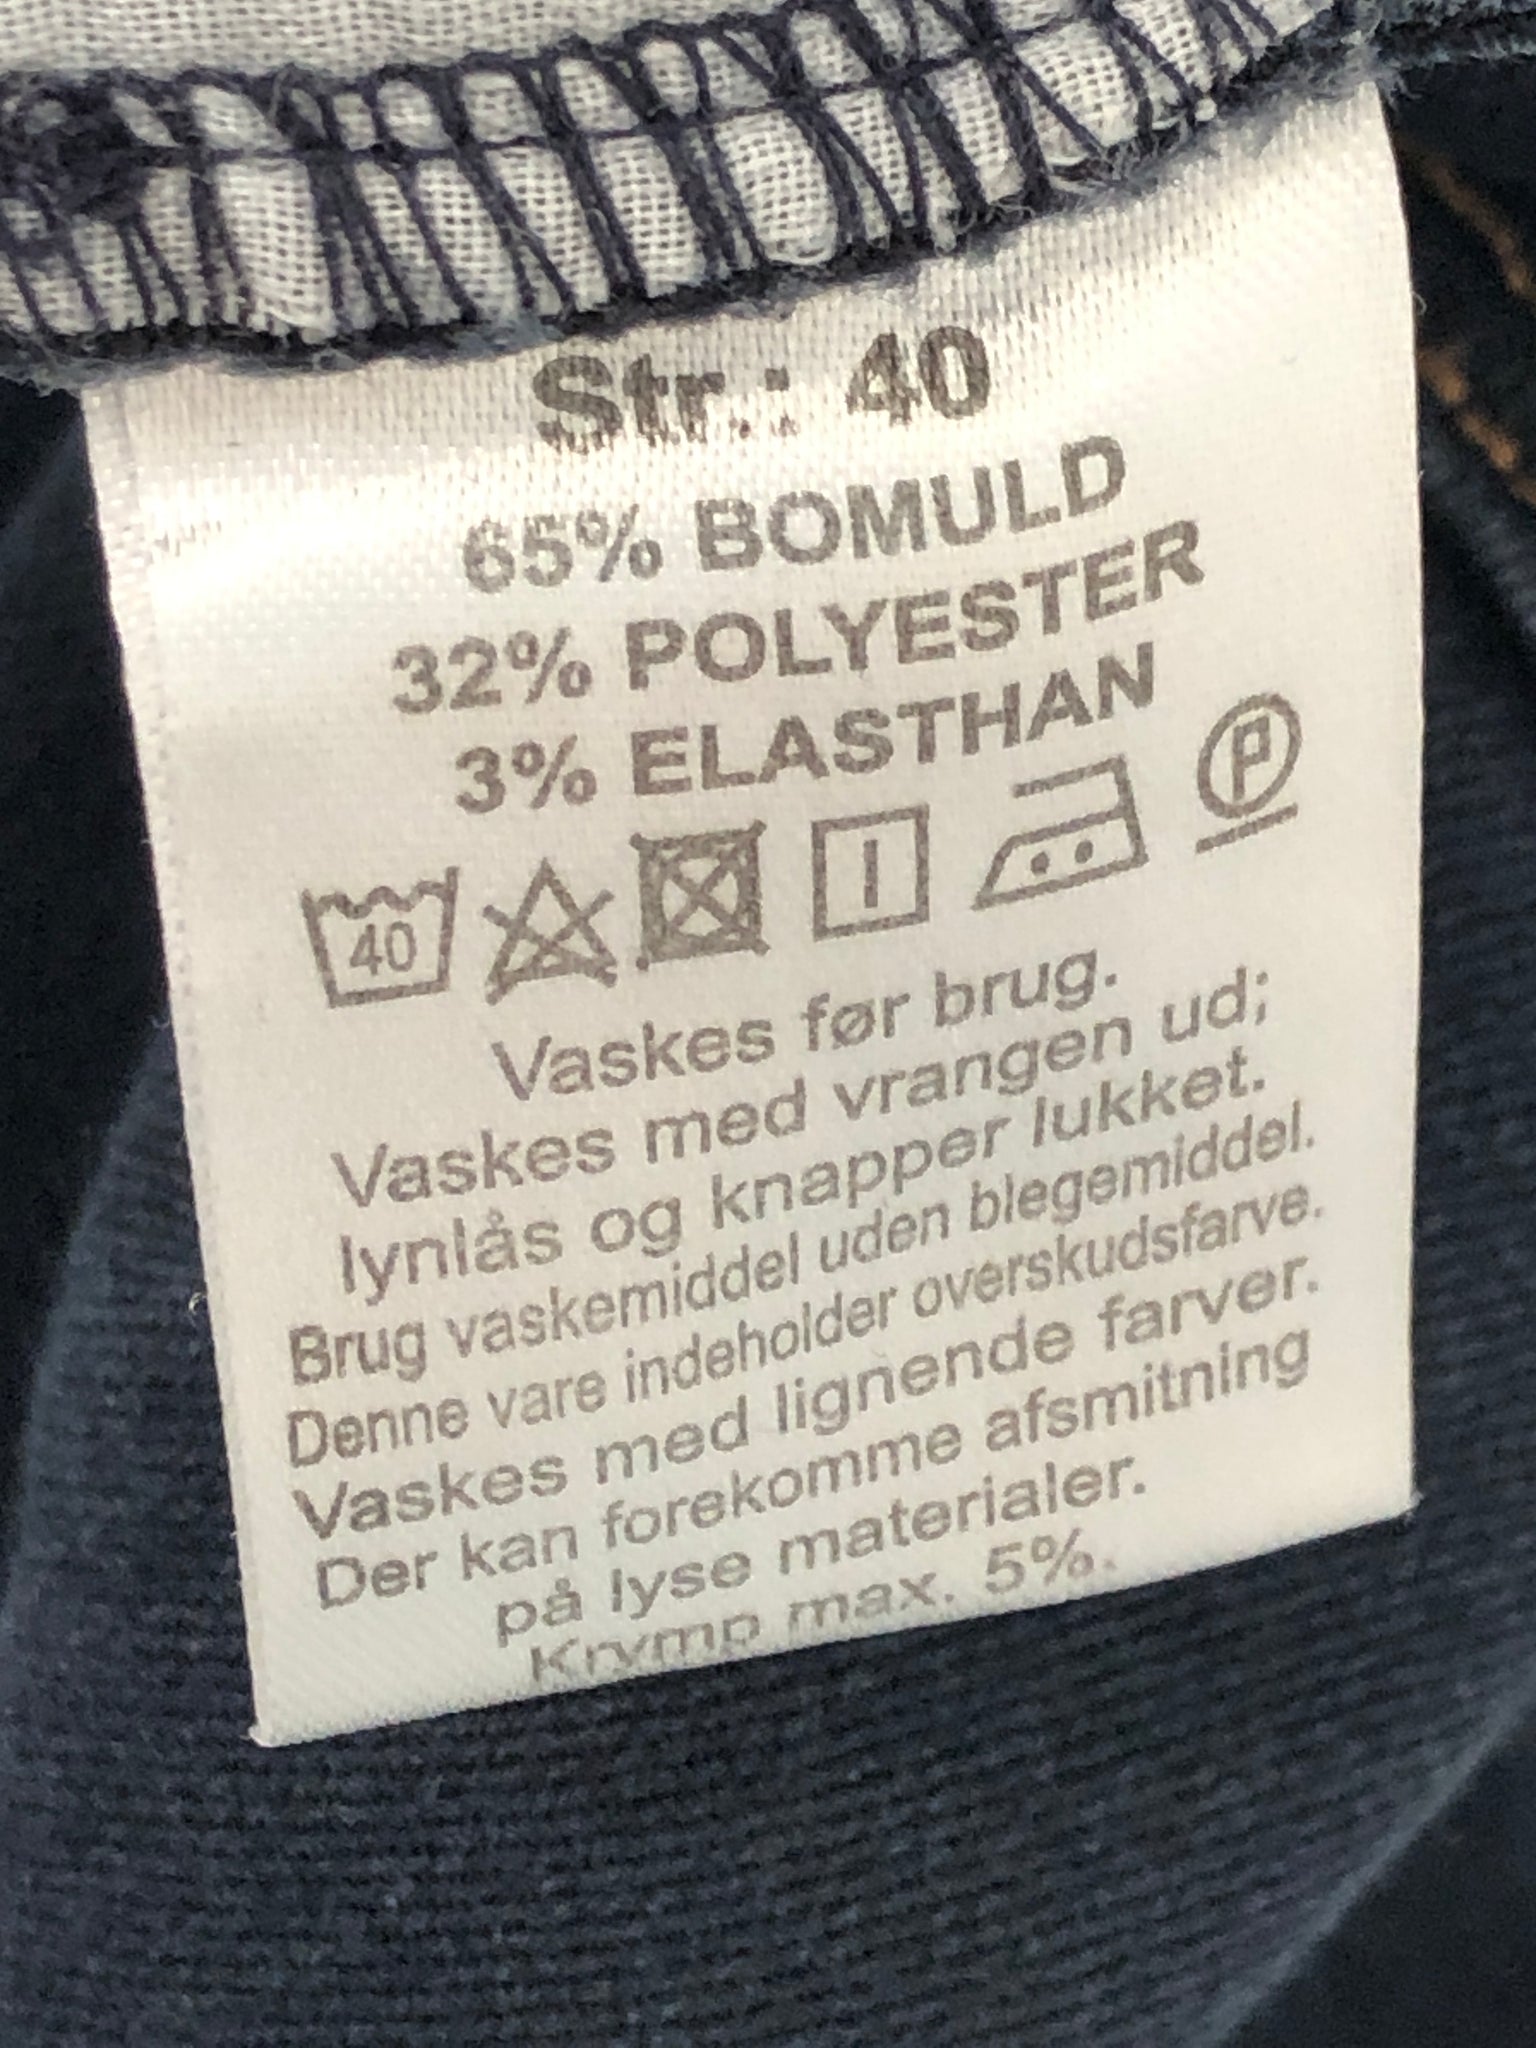 Str.: 40
65% BOMULD
32% POLYESTER
3% ELASTHAN
40 P
Vaskes før brug.
Vaskes med vrangen ud;
lynlås og knapper lukket.
Brug vaskemiddel uden blegemiddel.
Denne vare indeholder overskudsfarve.
Vaskes med lignende farver.
Der kan forekomme afsmitning
på lyse materialer.
Krymp max. 5%.